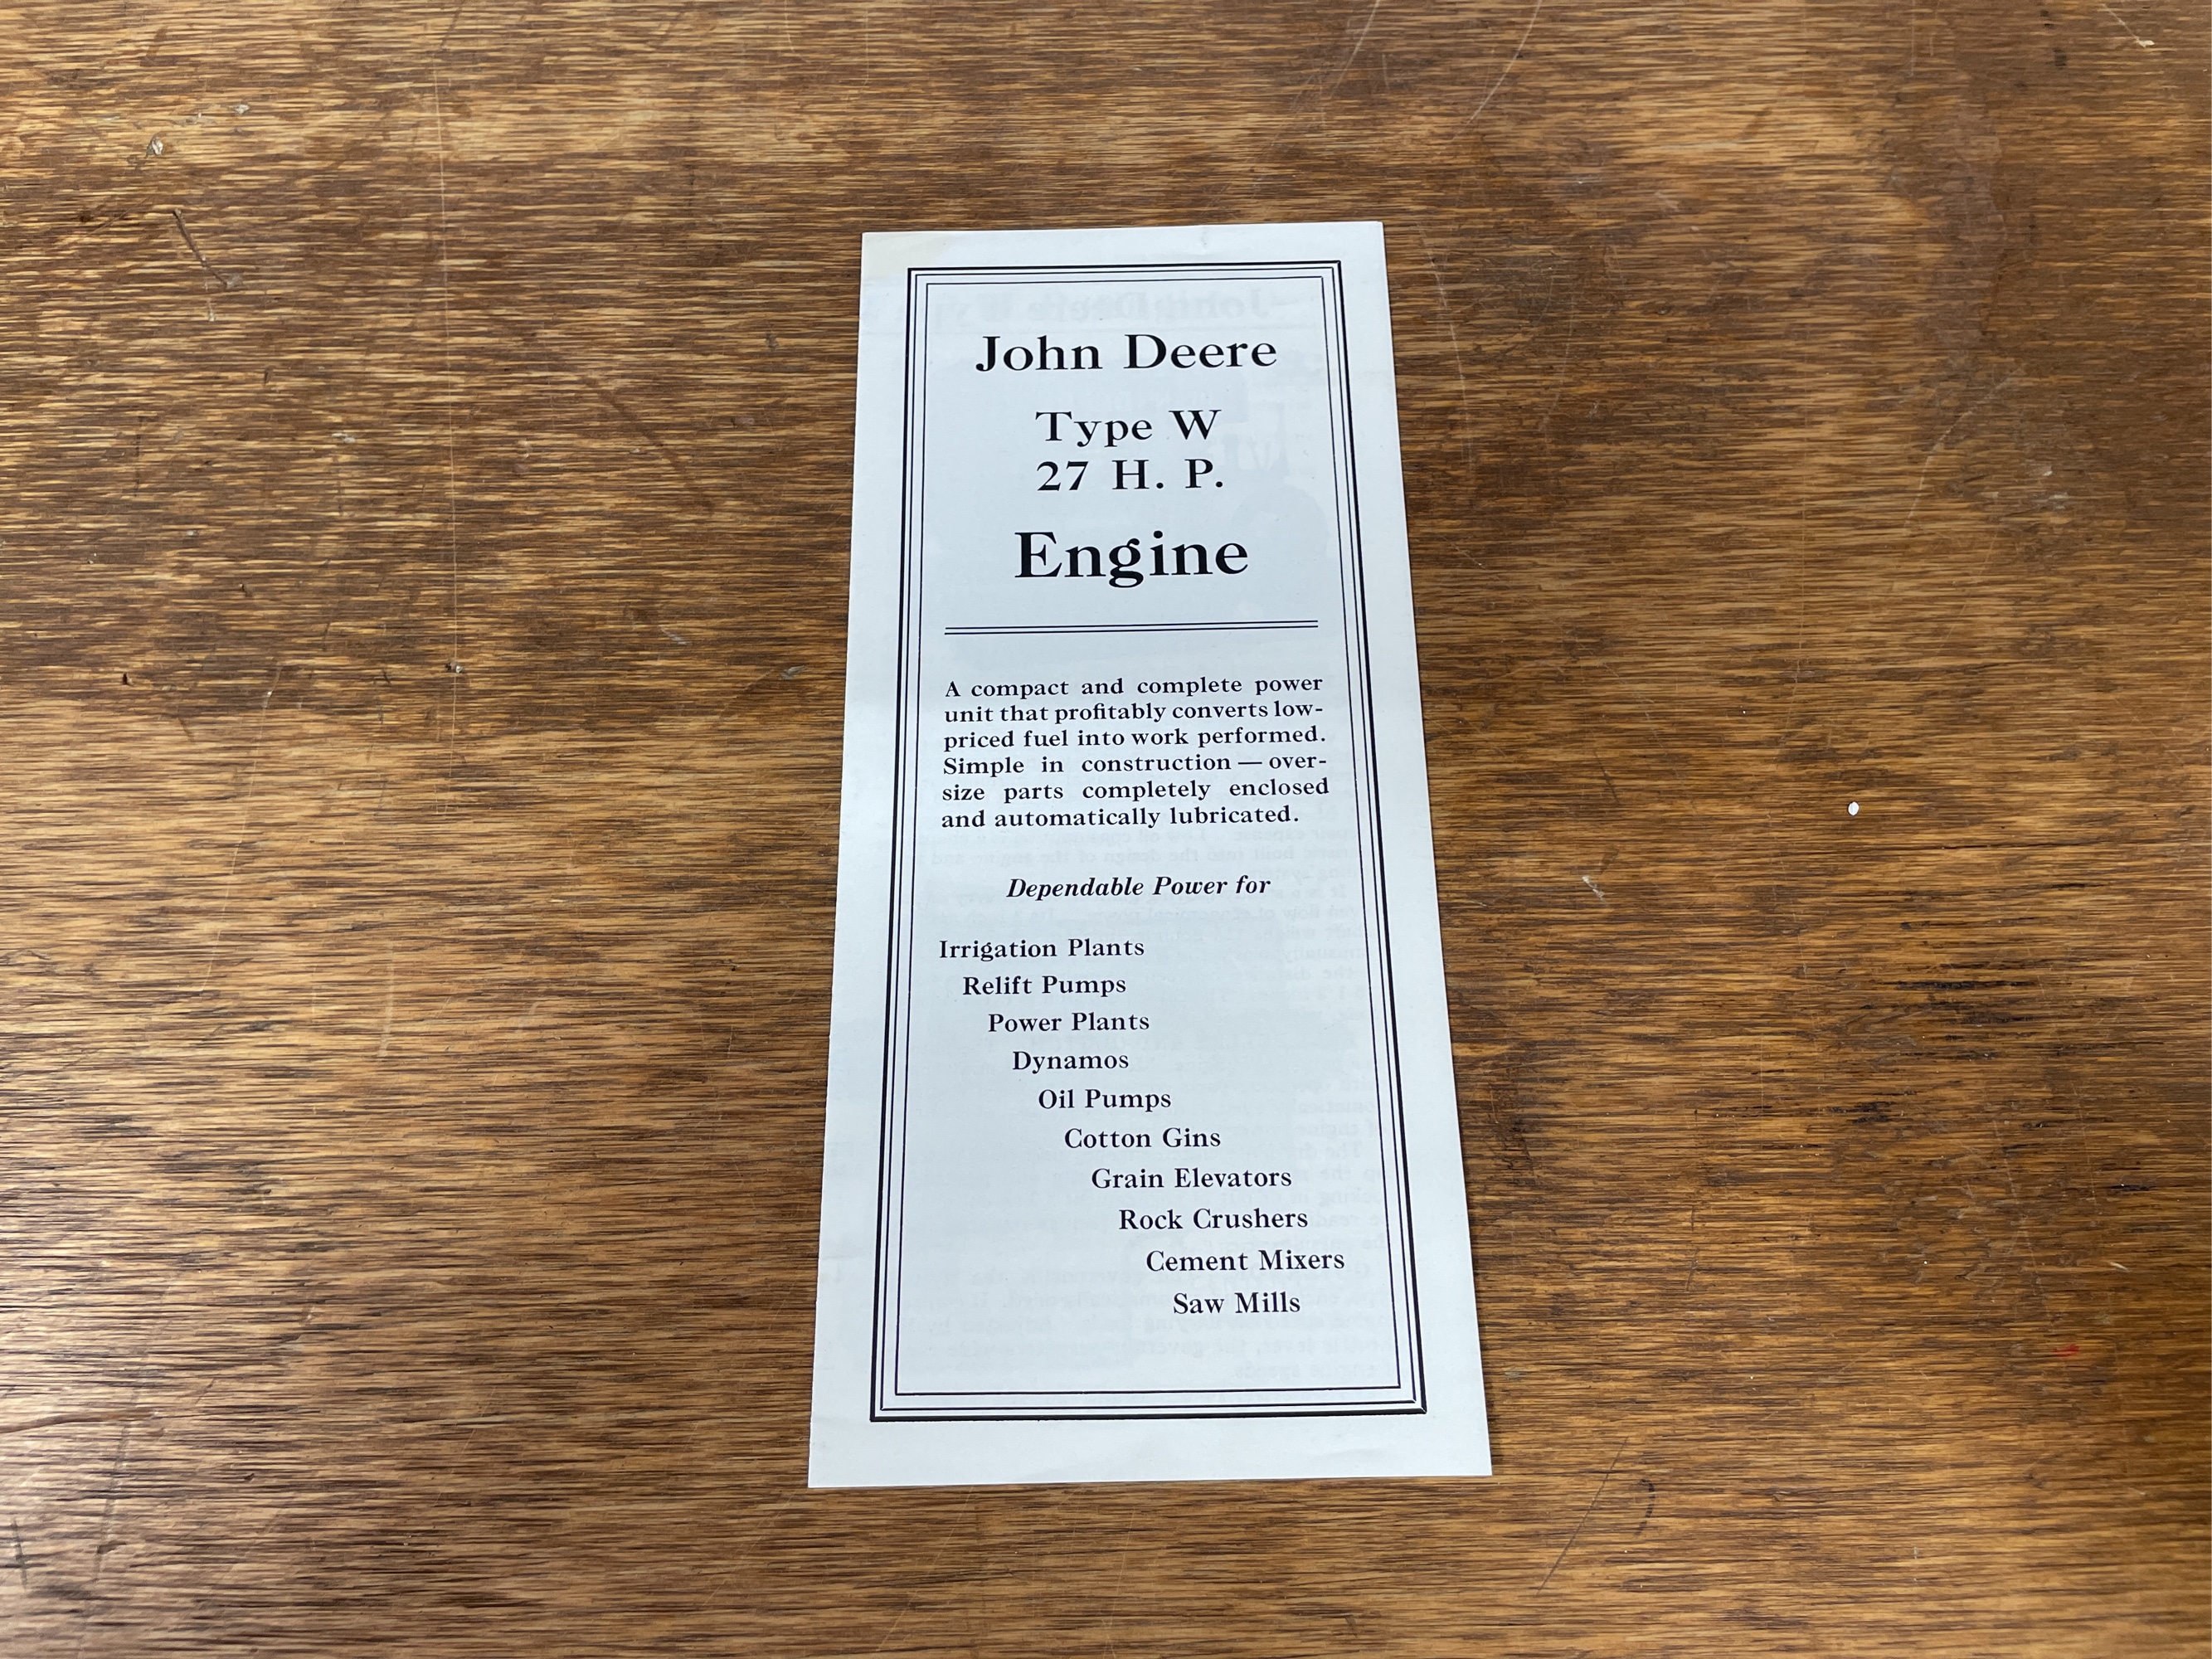 John Deere
Type W
27 H. P.
Engine
A compact and complete power
unit that profitably converts low-
priced fuel into work performed.
Simple in construction — over-
size parts completely enclosed
and automatically lubricated.
Dependable Power for
Irrigation Plants
Relift Pumps
Power Plants
Dynamos
Oil Pumps
Cotton Gins
Grain Elevators
Rock Crushers
Cement Mixers
Saw Mills